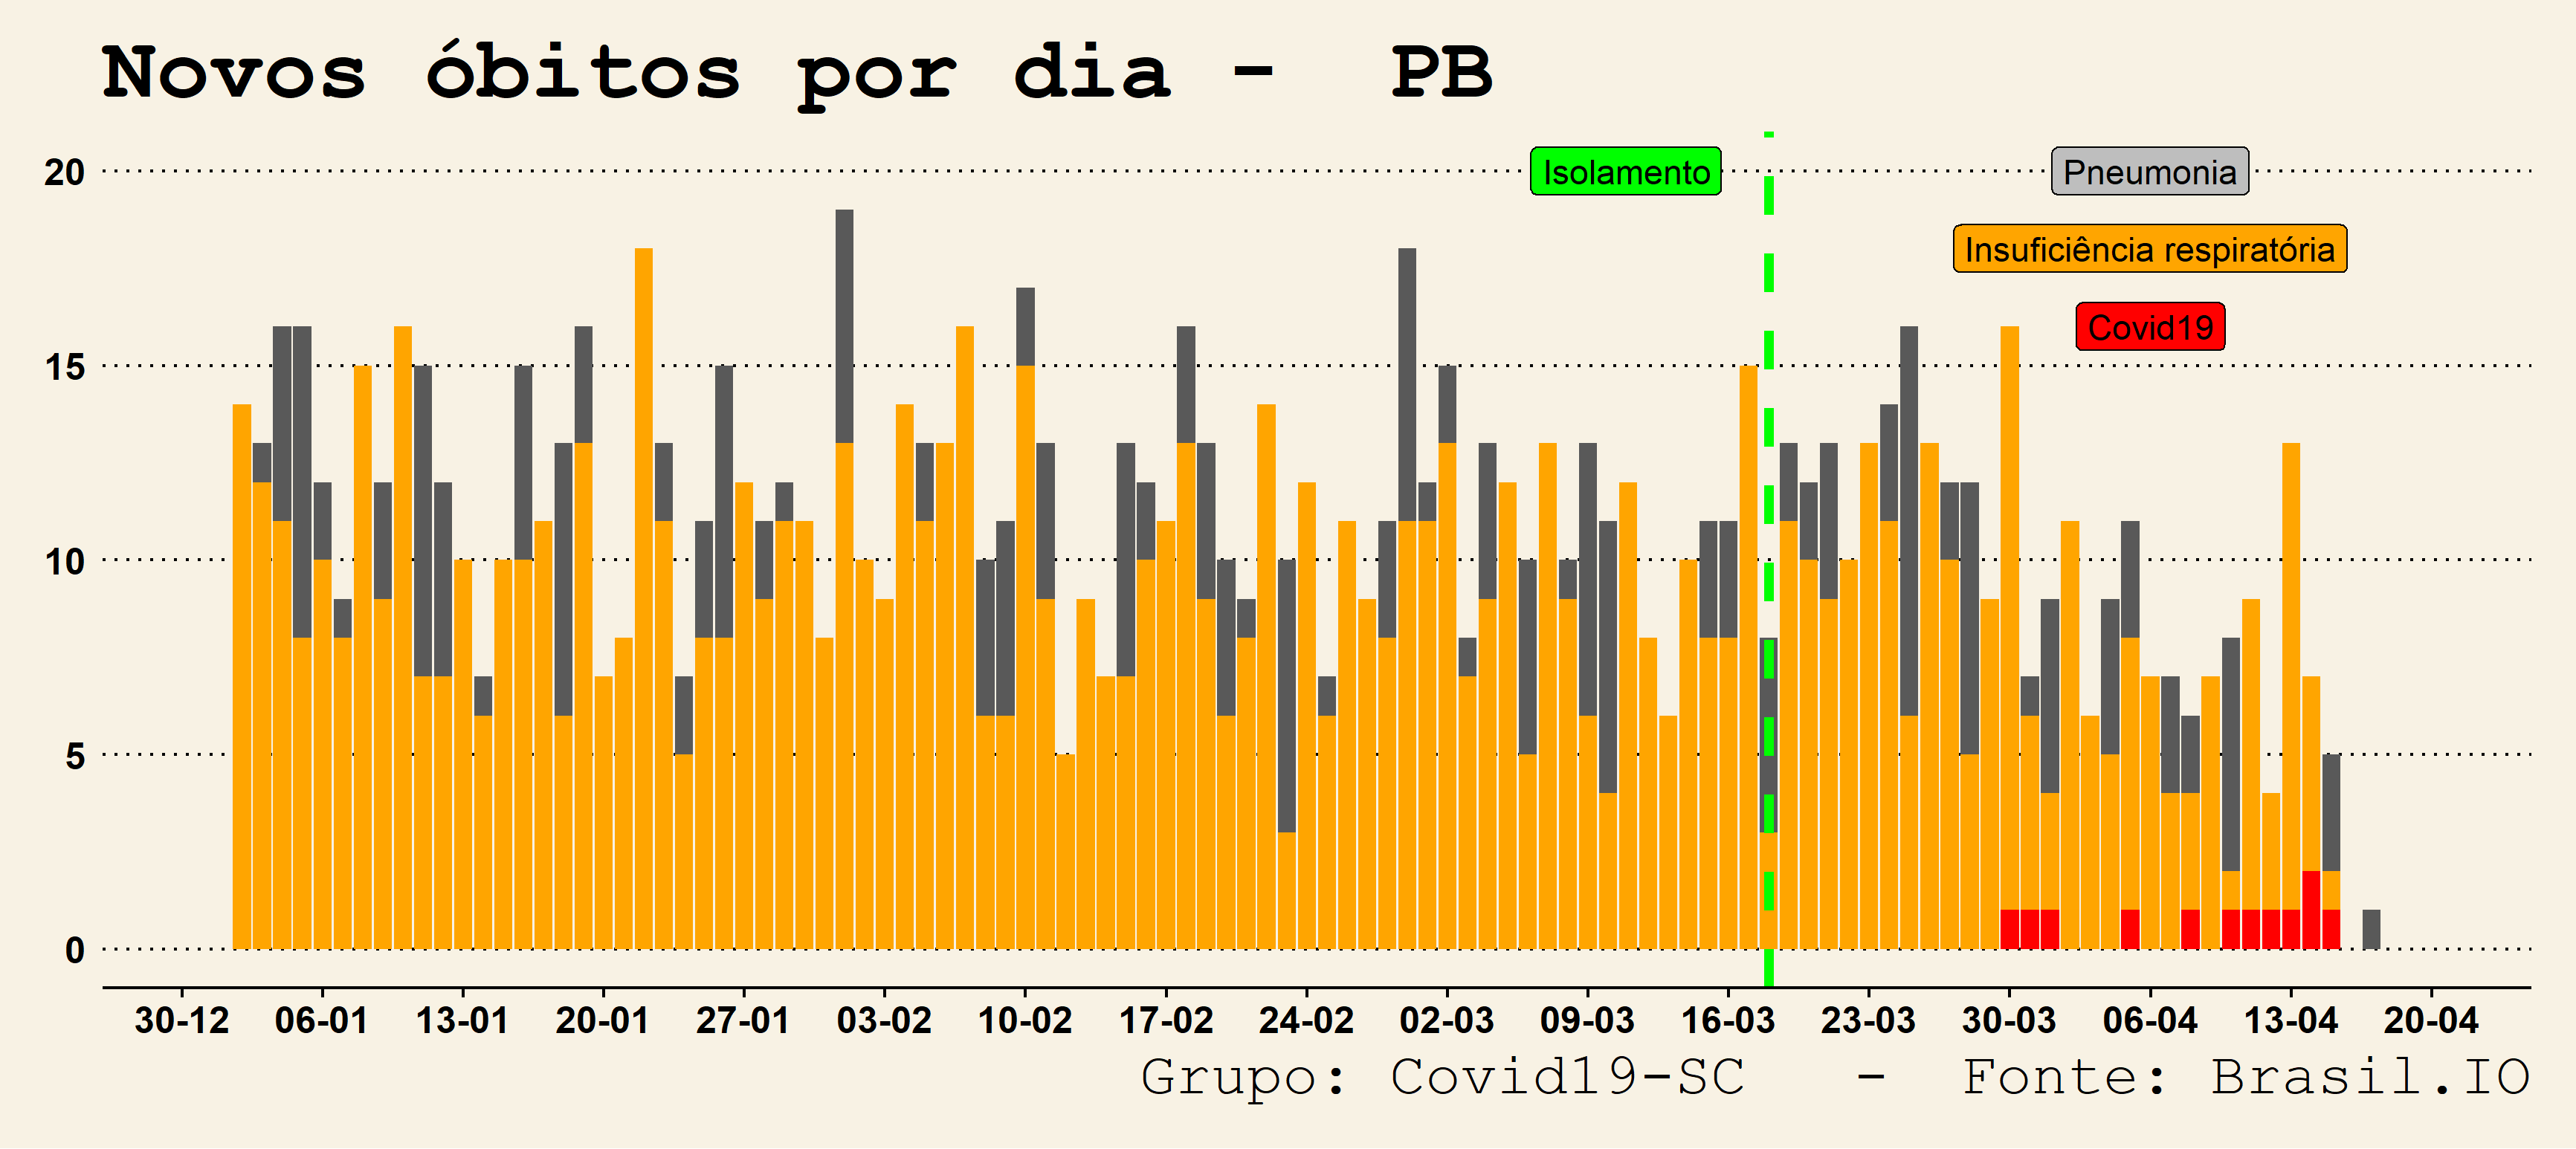 Novos óbitos por dia -  PB
Isolamento
Pneumonia
Insuficiência respiratória
Covid19
20
15
10
5
0
30-12 06-01 13-01 20-01 27-01 03-02 10-02 17-02 24-02 02-03 09-03 16-03 23-03 30-03 06-04 13-04 20-04
Grupo: Covid19-SC  -  Fonte: Brasil.IO